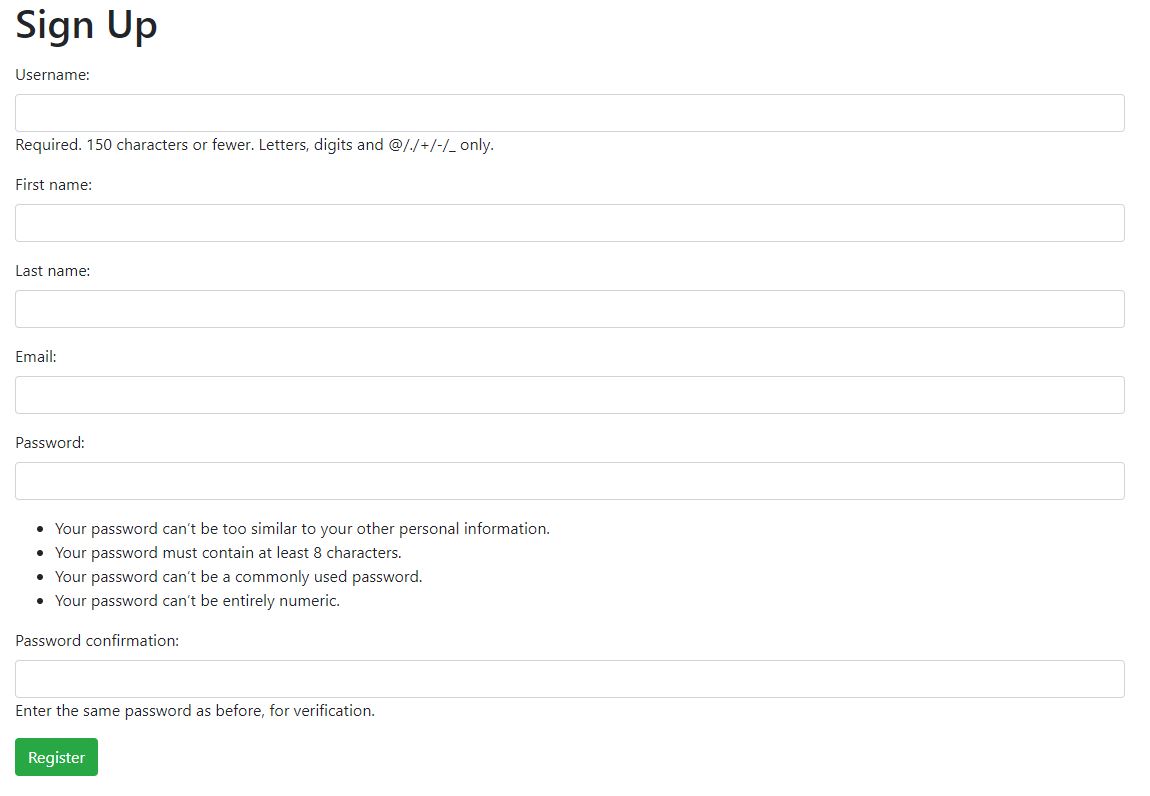 Sign Up
Username:
Required. 150 characters or fewer. Letters, digits and @/./+/-/_ only.
First name:
Last name:
Email:
Password:
• Your password can't be too similar to your other personal information.
• Your password must contain at least 8 characters.
• Your password can't be a commonly used password.
• Your password can't be entirely numeric.
Password confirmation:
Enter the same password as before, for verification.
Register